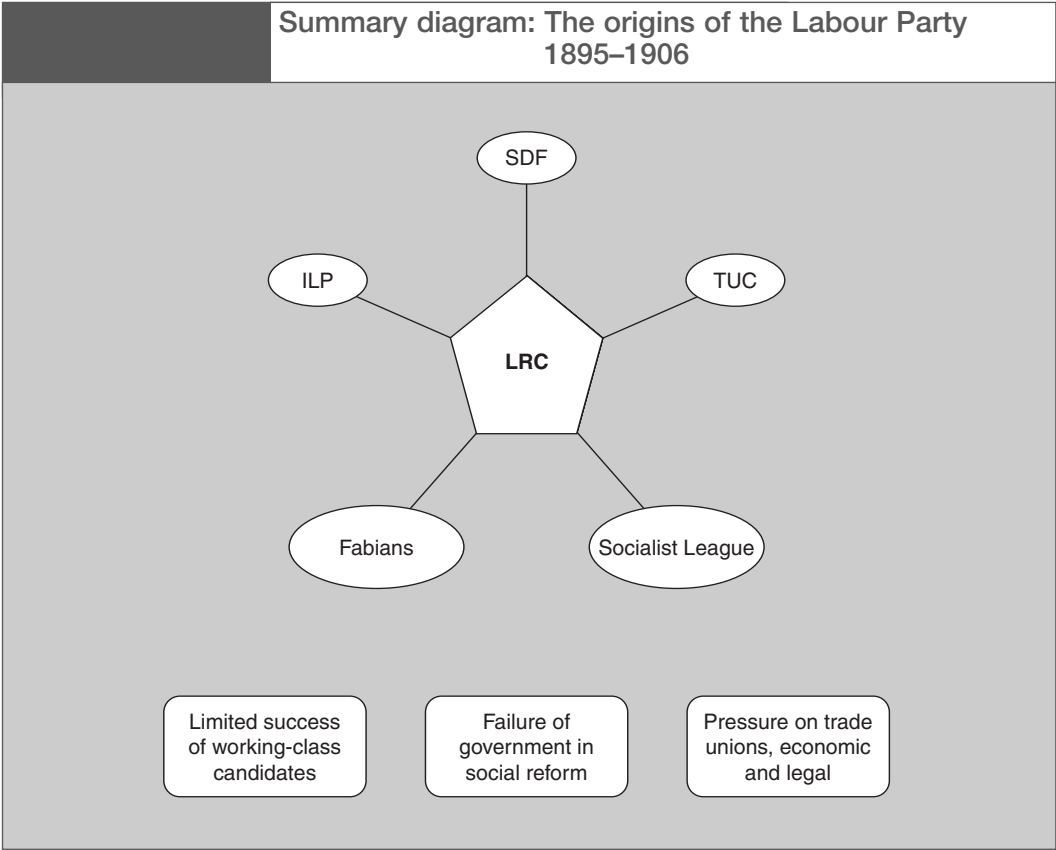 Summary diagram: The origins of the Labour Party
1895–1906
SDF
ILP
TUC
LRC
Fabians
Socialist League
Limited success
of working-class
candidates
Failure of
government in
social reform
Pressure on trade
unions, economic
and legal